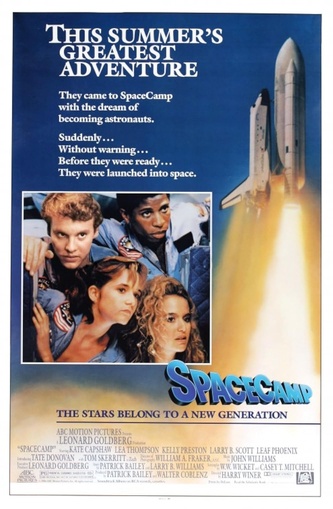 THIS SUMMER'S
GREATEST
ADVENTURE
They came to SpaceCamp
with the dream of
becoming astronauts.
Suddenly...
Without warning...
Before they were ready...
They were launched into space.
SPACECAMP
THE STARS BELONG TO A NEW GENERATION
ABC MOTION PICTURES
LEONARD GOLDBERG
"SPACECAMP" KATE CAPSHAW LEA THOMPSON KELLY PRESTON LARRY B. SCOTT LEAF PHOENIX
TATE DONOVAN TOM SKERRITT WILLIAM A. FRAKER JOHN WILLIAMS
LEONARD GOLDBERG PATRICK BAILEY LARRY B. WILLIAMS W.W. WICKET CASEY T. MITCHELL
PATRICK BAILEY WALTER COBLENZ HARRY WINER
PG